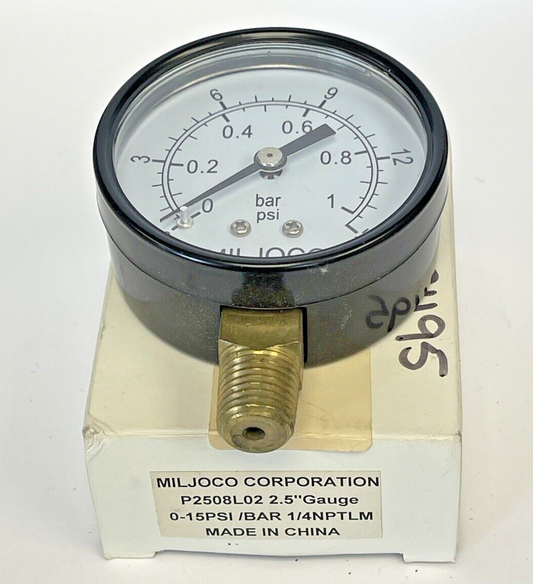 6 9
0.4 0.6
3 0.2 0.8 12
0 bar 1
psi
MILJOCO
MILJOCO CORPORATION
P2508L02 2.5"Gauge
0-15PSI /BAR 1/4NPTLM
MADE IN CHINA